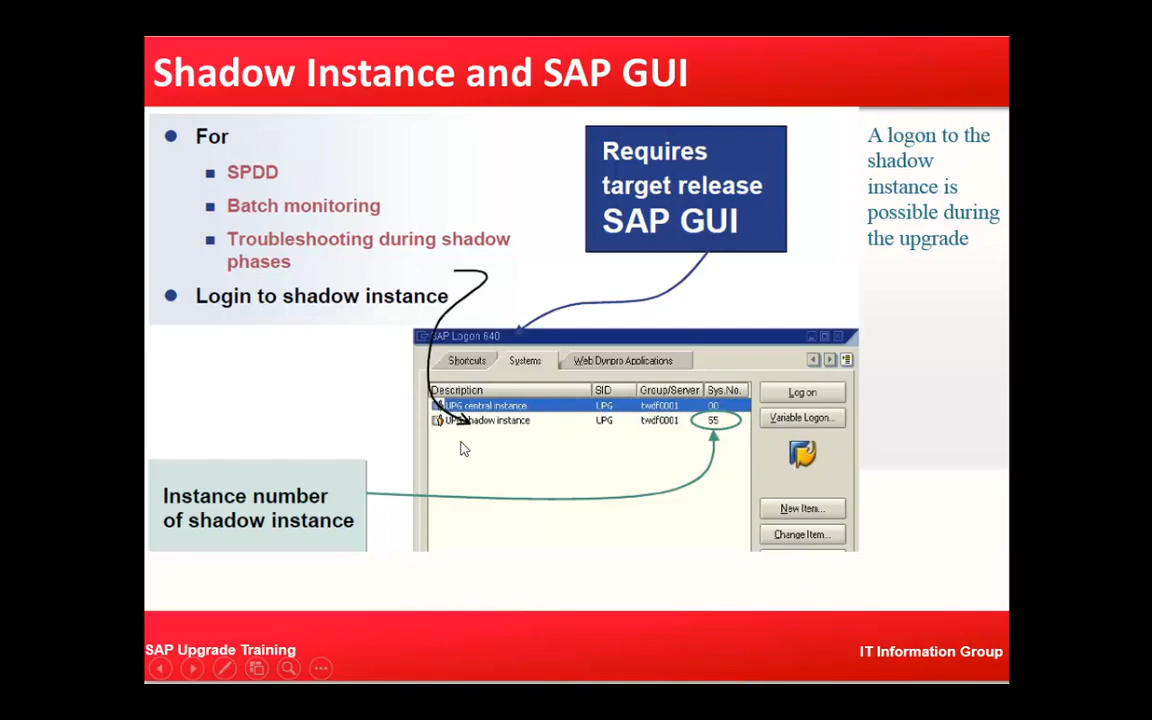 Shadow Instance and SAP GUI
For
SPDD
Batch monitoring
Troubleshooting during shadow
phases
Login to shadow instance
Requires
target release
SAP GUI
A logon to the
shadow
instance is
possible during
the upgrade
SAP Logon 640
Shortcuts Systems Web Dynpro Applications
Description SID Group/Server Sys.No.
UPG central instance UPG twdf0001 00
UPG shadow instance UPG twdf0001 55
Log on
Variable Logon...
New Item...
Change Item...
Instance number
of shadow instance
SAP Upgrade Training
IT Information Group